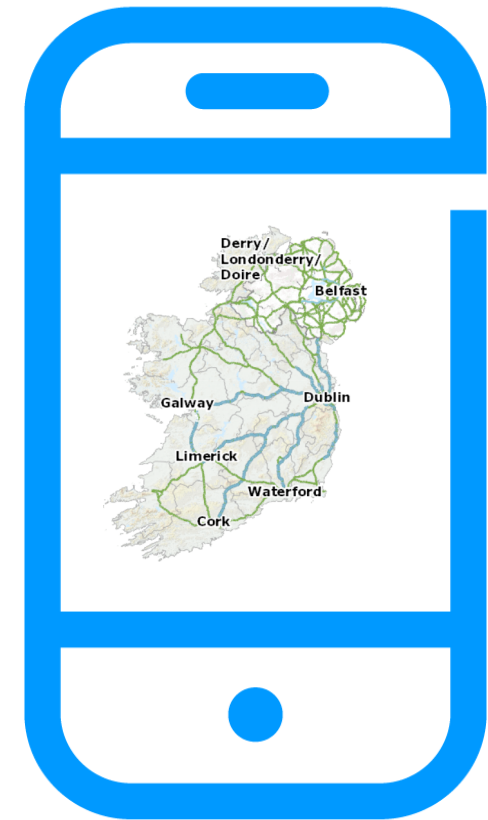 Derry/
Londonderry/
Doire
Belfast
Dublin
Galway
Limerick
Waterford
Cork